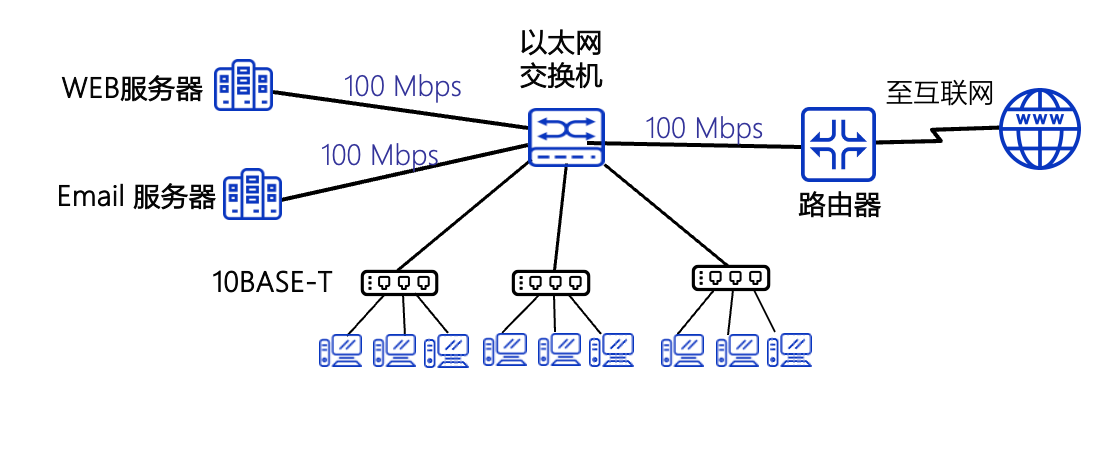 以太网
交换机
WEB服务器
100 Mbps
至互联网
WWW
100 Mbps
100 Mbps
Email 服务器
路由器
10BASE-T